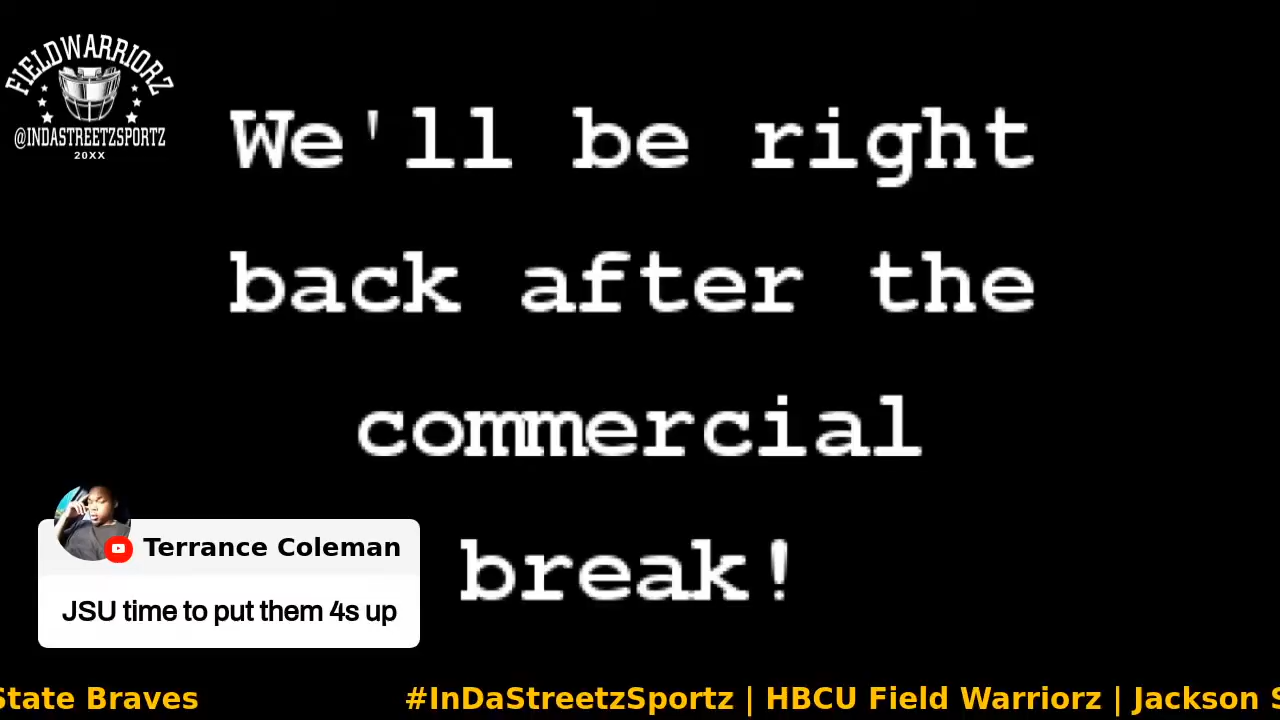 FIELDWARRIORZ
@INDASTREETZSPORTZ
20XX
We'll be right
back after the
commercial
break!
Terrance Coleman
JSU time to put them 4s up
State Braves
#InDaStreetzSportz | HBCU Field Warriorz | Jackson S